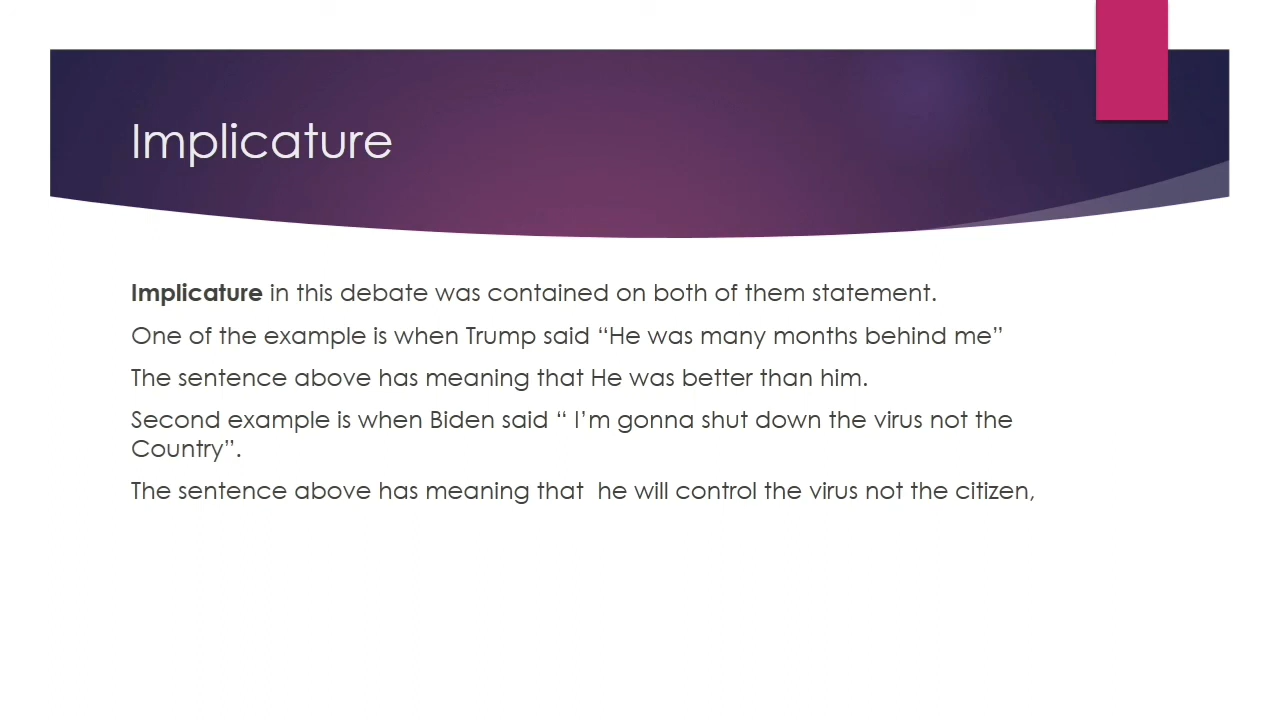 Implicature
Implicature in this debate was contained on both of them statement.
One of the example is when Trump said “He was many months behind me”
The sentence above has meaning that He was better than him.
Second example is when Biden said “ I’m gonna shut down the virus not the
Country”.
The sentence above has meaning that  he will control the virus not the citizen,